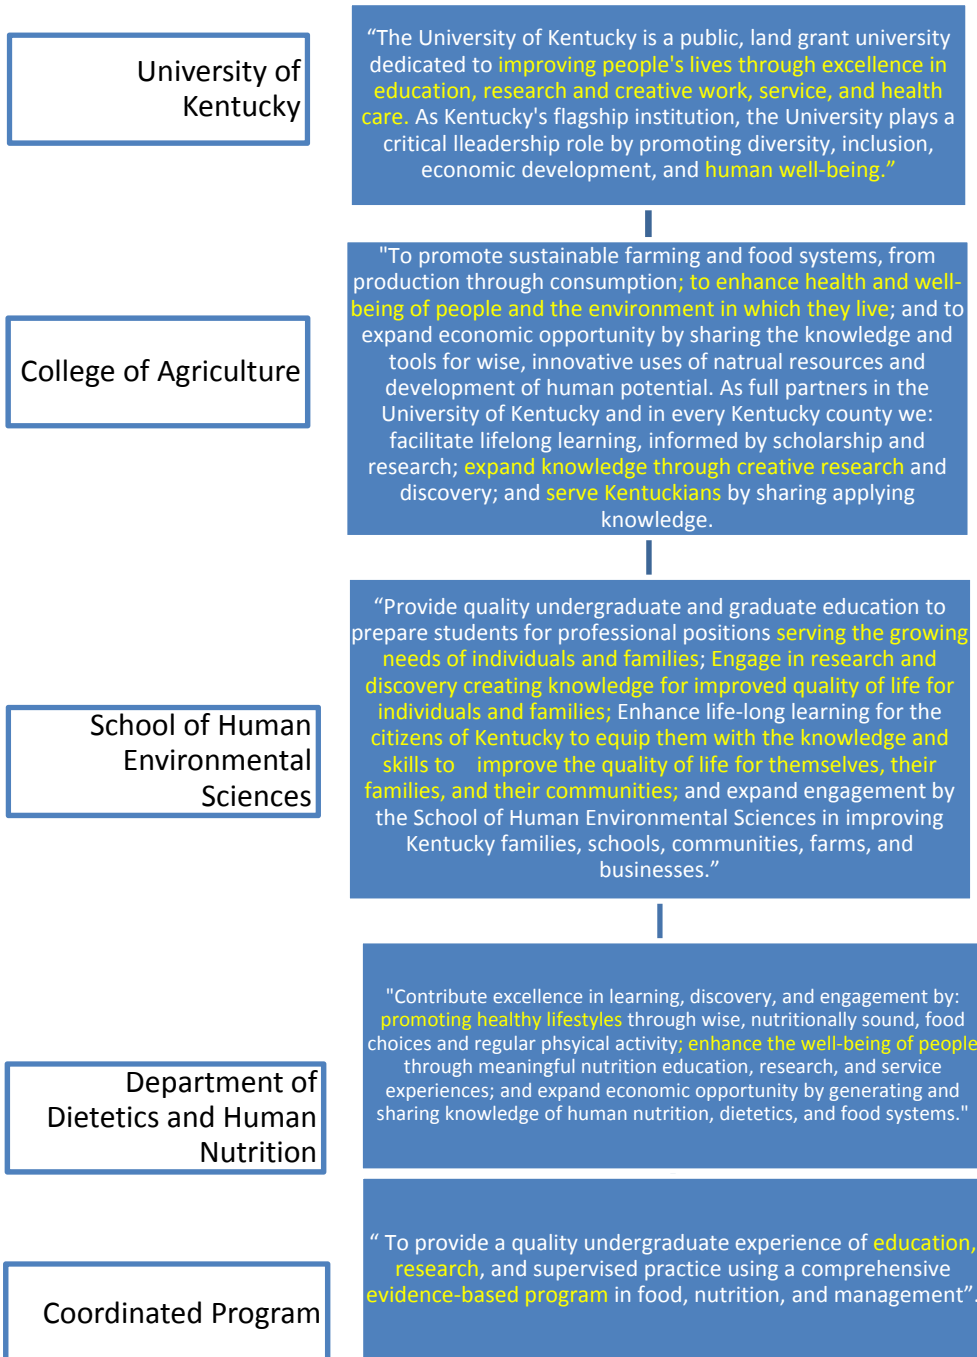 University of
Kentucky
“The University of Kentucky is a public, land grant university
dedicated to improving people's lives through excellence in
education, research and creative work, service, and health
care. As Kentucky's flagship institution, the University plays a
critical lleadership role by promoting diversity, inclusion,
economic development, and human well-being.”
College of Agriculture
"To promote sustainable farming and food systems, from
production through consumption; to enhance health and well-
being of people and the environment in which they live; and to
expand economic opportunity by sharing the knowledge and
tools for wise, innovative uses of natrual resources and
development of human potential. As full partners in the
University of Kentucky and in every Kentucky county we:
facilitate lifelong learning, informed by scholarship and
research; expand knowledge through creative research and
discovery; and serve Kentuckians by sharing applying
knowledge.
School of Human
Environmental
Sciences
“Provide quality undergraduate and graduate education to
prepare students for professional positions serving the growing
needs of individuals and families; Engage in research and
discovery creating knowledge for improved quality of life for
individuals and families; Enhance life-long learning for the
citizens of Kentucky to equip them with the knowledge and
skills to improve the quality of life for themselves, their
families, and their communities; and expand engagement by
the School of Human Environmental Sciences in improving
Kentucky families, schools, communities, farms, and
businesses.”
Department of
Dietetics and Human
Nutrition
"Contribute excellence in learning, discovery, and engagement by:
promoting healthy lifestyles through wise, nutritionally sound, food
choices and regular phsyical activity; enhance the well-being of people
through meaningful nutrition education, research, and service
experiences; and expand economic opportunity by generating and
sharing knowledge of human nutrition, dietetics, and food systems."
Coordinated Program
“ To provide a quality undergraduate experience of education,
research, and supervised practice using a comprehensive
evidence-based program in food, nutrition, and management”.